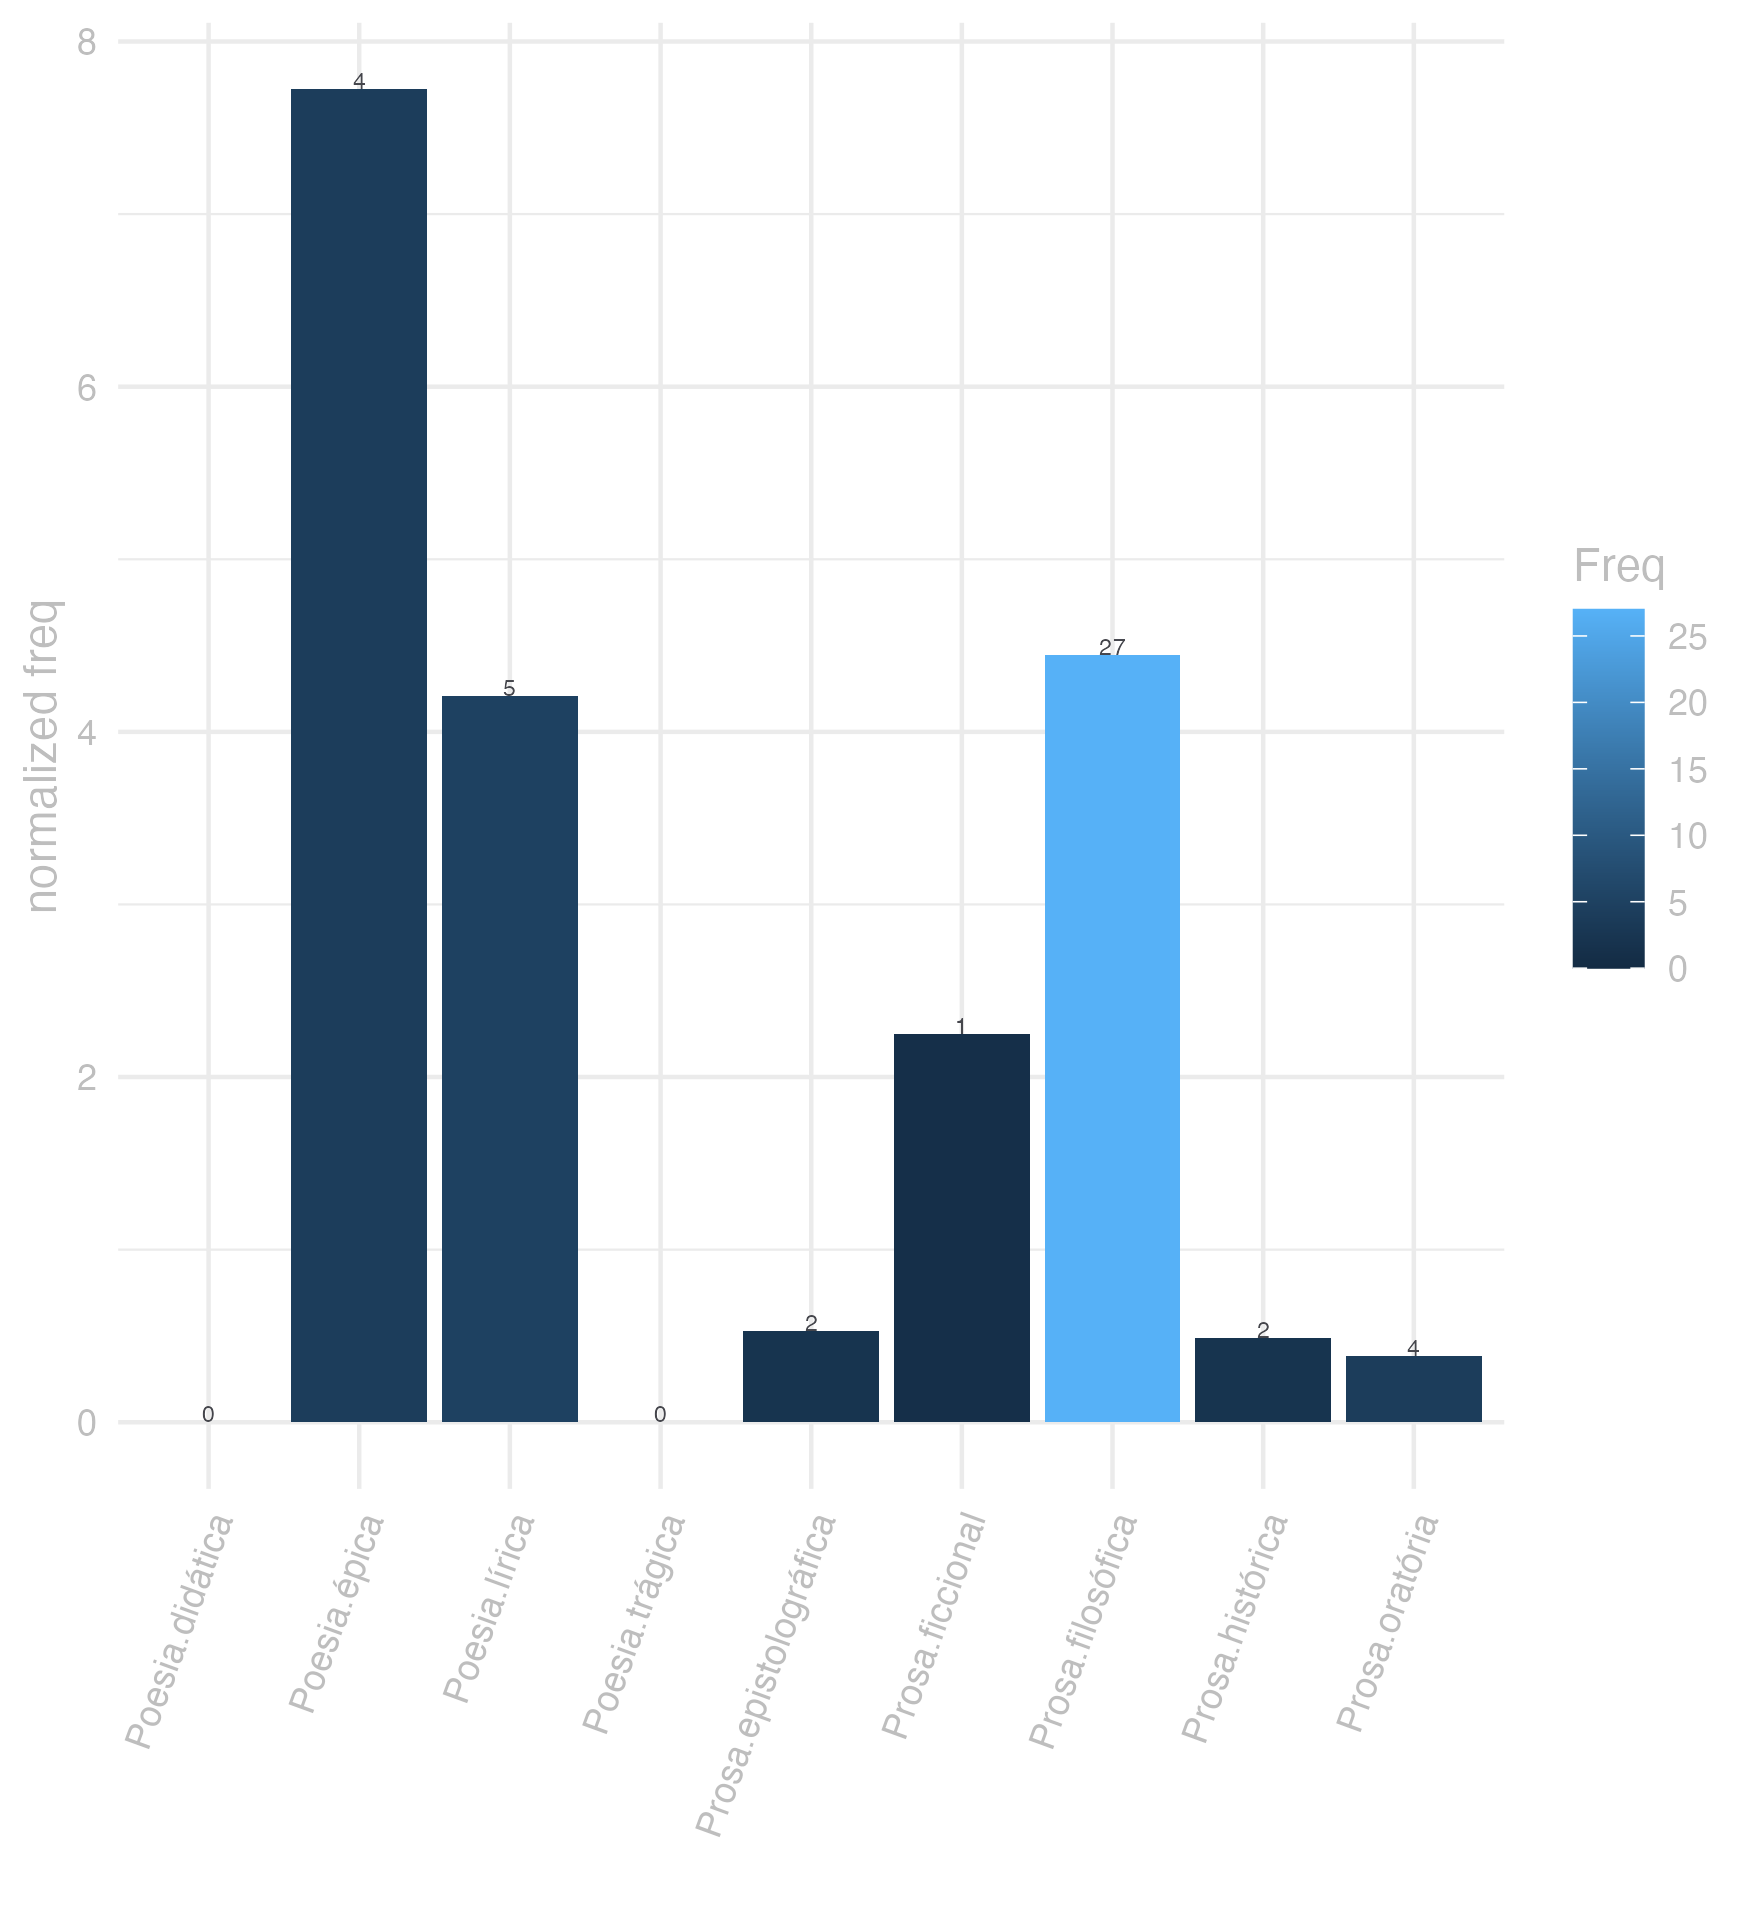 8
6
4
2
0
normalized freq
4
5
27
1
2
2
4
0
0
Poesia.didática
Poesia.épica
Poesia.lírica
Poesia.trágica
Prosa.epistolográfica
Prosa.ficcional
Prosa.filosófica
Prosa.histórica
Prosa.oratória
Freq
25
20
15
10
5
0